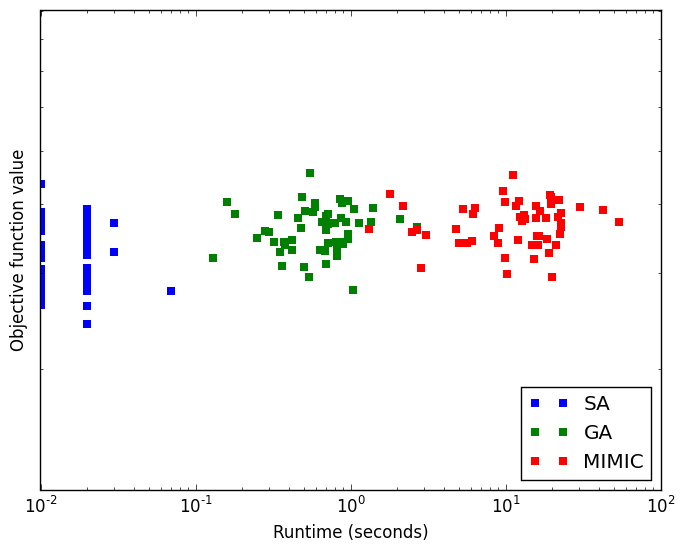 Objective function value
SA
GA
MIMIC
10^-2
10^-1
10^0
10^1
10^2
Runtime (seconds)